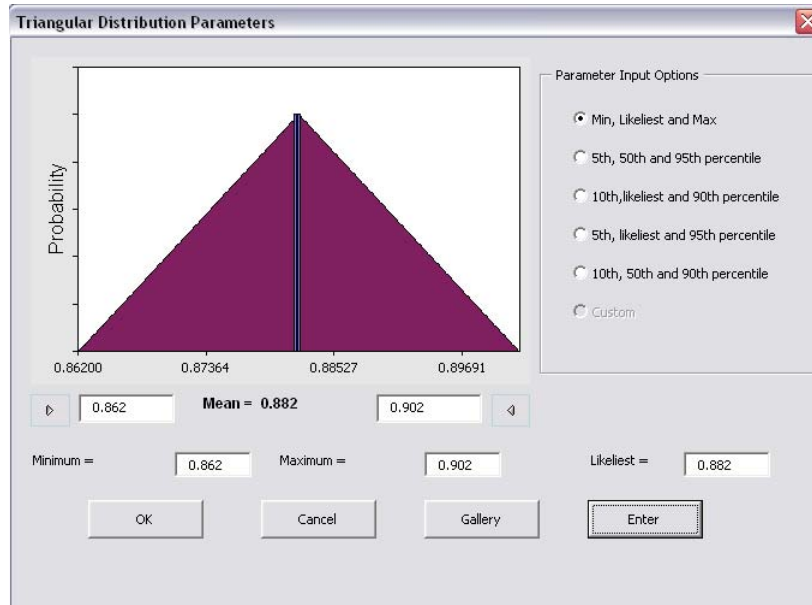 Triangular Distribution Parameters
Probability
0.86200 0.87364 0.88527 0.89691
0.862 Mean = 0.882 0.902
Parameter Input Options
Min, Likeliest and Max
5th, 50th and 95th percentile
10th,likeliest and 90th percentile
5th, likeliest and 95th percentile
10th, 50th and 90th percentile
Custom
Minimum = 0.862 Maximum = 0.902 Likeliest = 0.882
OK Cancel Gallery Enter